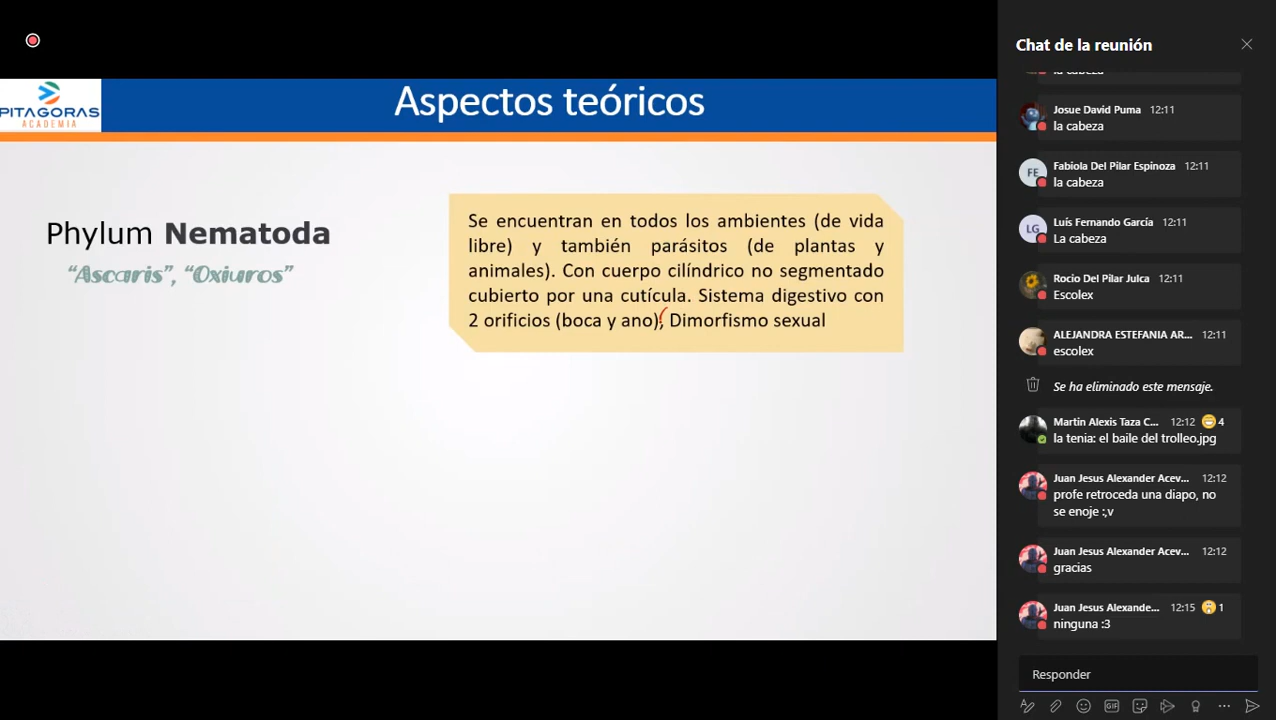 PITAGORAS
ACADEMIA
Aspectos teóricos
Phylum Nematoda
“Ascaris”, “Oxiuros”
Se encuentran en todos los ambientes (de vida
libre) y también parásitos (de plantas y
animales). Con cuerpo cilíndrico no segmentado
cubierto por una cutícula. Sistema digestivo con
2 orificios (boca y ano), Dimorfismo sexual
Chat de la reunión
la cabeza
Josue David Puma 12:11
la cabeza
FE
Fabiola Del Pilar Espinoza 12:11
la cabeza
LG
Luís Fernando García 12:11
La cabeza
Rocio Del Pilar Julca 12:11
Escolex
ALEJANDRA ESTEFANIA AR... 12:11
escolex
Se ha eliminado este mensaje.
Martin Alexis Taza C... 12:12 4
la tenia: el baile del trolleo.jpg
Juan Jesus Alexander Acev... 12:12
profe retroceda una diapo, no
se enoje :,v
Juan Jesus Alexander Acev... 12:12
gracias
Juan Jesus Alexande... 12:15 1
ninguna :3
Responder
GIF